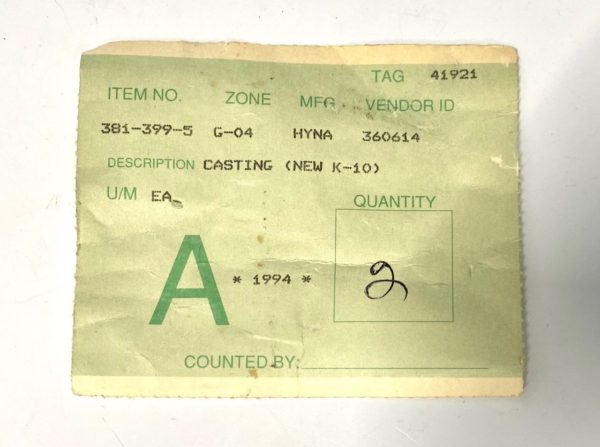 TAG 41921
ITEM NO. ZONE MFG VENDOR ID
381-399-5 G-04 HYNA 360614
DESCRIPTION CASTING (NEW K-10)
U/M EA
QUANTITY
A * 1994 * 2
COUNTED BY: